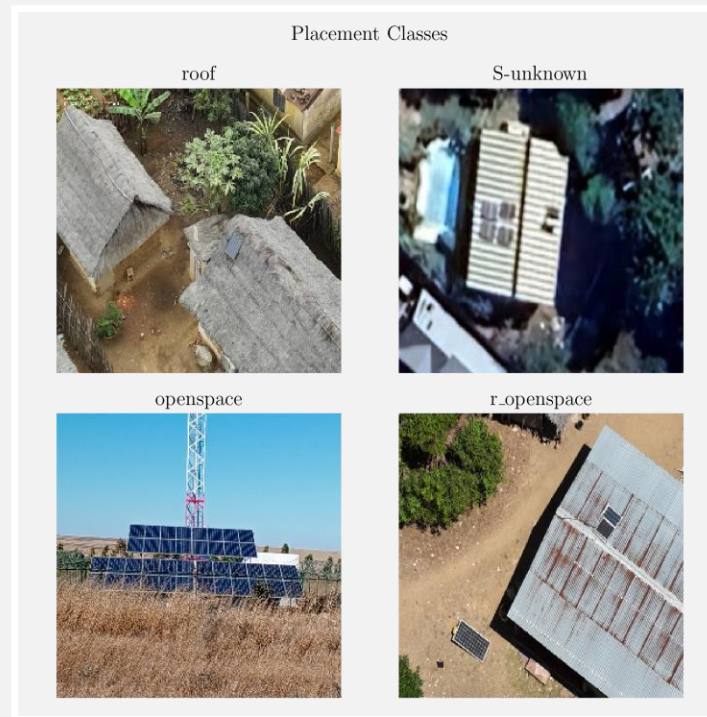 Placement Classes
roof
S-unknown
openspace
r_openspace